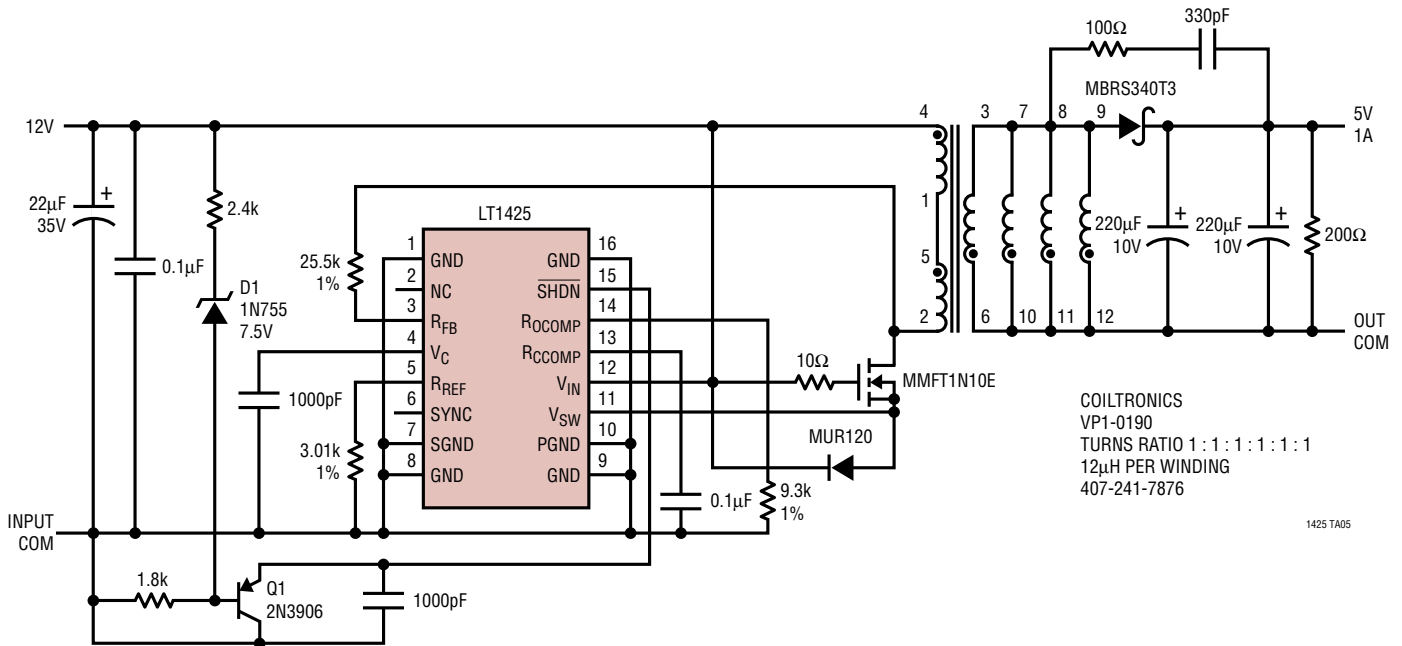 330pF
100Ω
MBRS340T3
12V
4
3
7
8
9
5V
1A
22µF
35V
+
2.4k
LT1425
1
220µF
10V
+
220µF
10V
+
200Ω
0.1µF
25.5k
1%
1
GND
GND
16
5
D1
1N755
7.5V
2
NC
SHDN
15
3
RFB
ROCOMP
14
2
6
10
11
12
OUT
COM
4
VC
RCCOMP
13
10Ω
MMFT1N10E
1000pF
5
RREF
VIN
12
6
SYNC
VSW
11
3.01k
1%
7
SGND
PGND
10
MUR120
8
GND
GND
9
COILTRONICS
VP1-0190
TURNS RATIO 1 : 1 : 1 : 1 : 1 : 1
12µH PER WINDING
407-241-7876
0.1µF
9.3k
1%
INPUT
COM
1425 TA05
1.8k
Q1
2N3906
1000pF